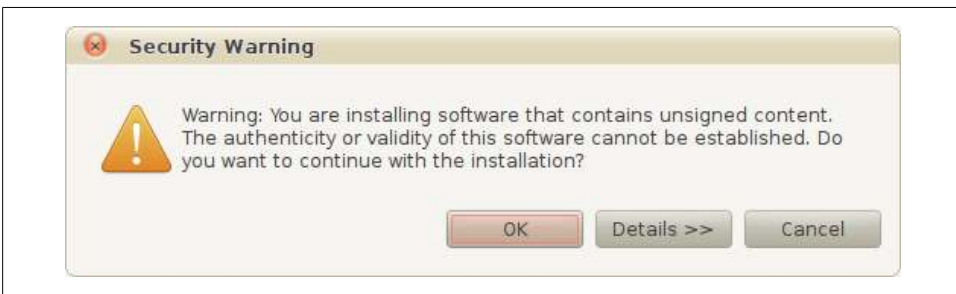 Security Warning
Warning: You are installing software that contains unsigned content.
The authenticity or validity of this software cannot be established. Do
you want to continue with the installation?
OK
Details >>
Cancel